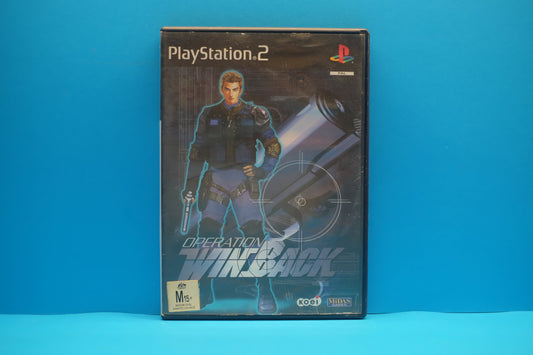 PlayStation 2
PAL
OPERATION
WINBACK
M15+
KOEI
MiDAS